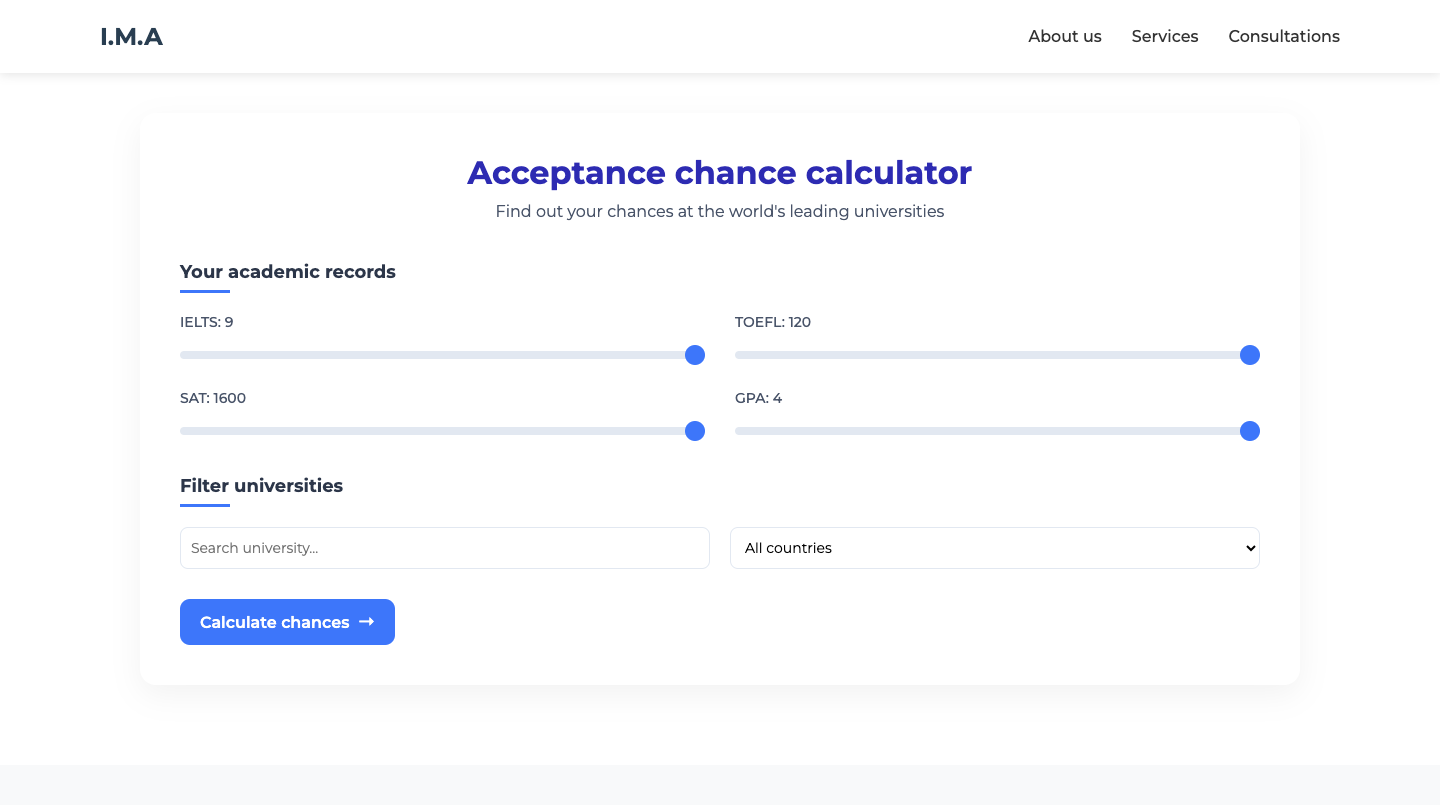 I.M.A
About us
Services
Consultations
Acceptance chance calculator
Find out your chances at the world's leading universities
Your academic records
IELTS: 9
TOEFL: 120
SAT: 1600
GPA: 4
Filter universities
Search university...
All countries
Calculate chances →